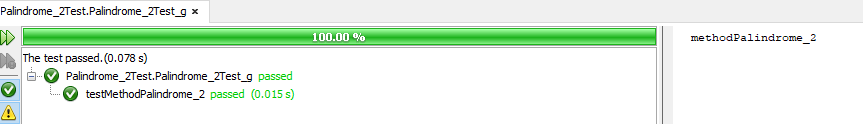 Palindrome_2Test.Palindrome_2Test_g ×
100.00 %
The test passed.(0.078 s)
Palindrome_2Test.Palindrome_2Test_g passed
testMethodPalindrome_2 passed (0.015 s)
methodPalindrome_2